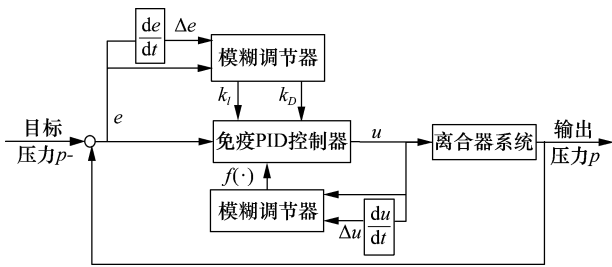 de
dt
Δe
模糊调节器
k_I
k_D
目标
压力p-
e
免疫PID控制器
u
离合器系统
输出
压力p
f(·)
模糊调节器
Δu
du
dt